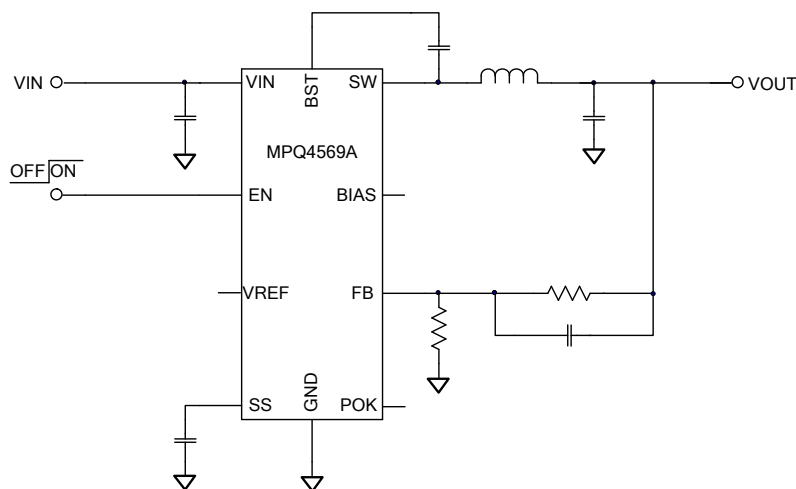 VIN
VIN
BST
SW
VOUT
MPQ4569A
OFF ON
EN
BIAS
VREF
FB
SS
GND
POK